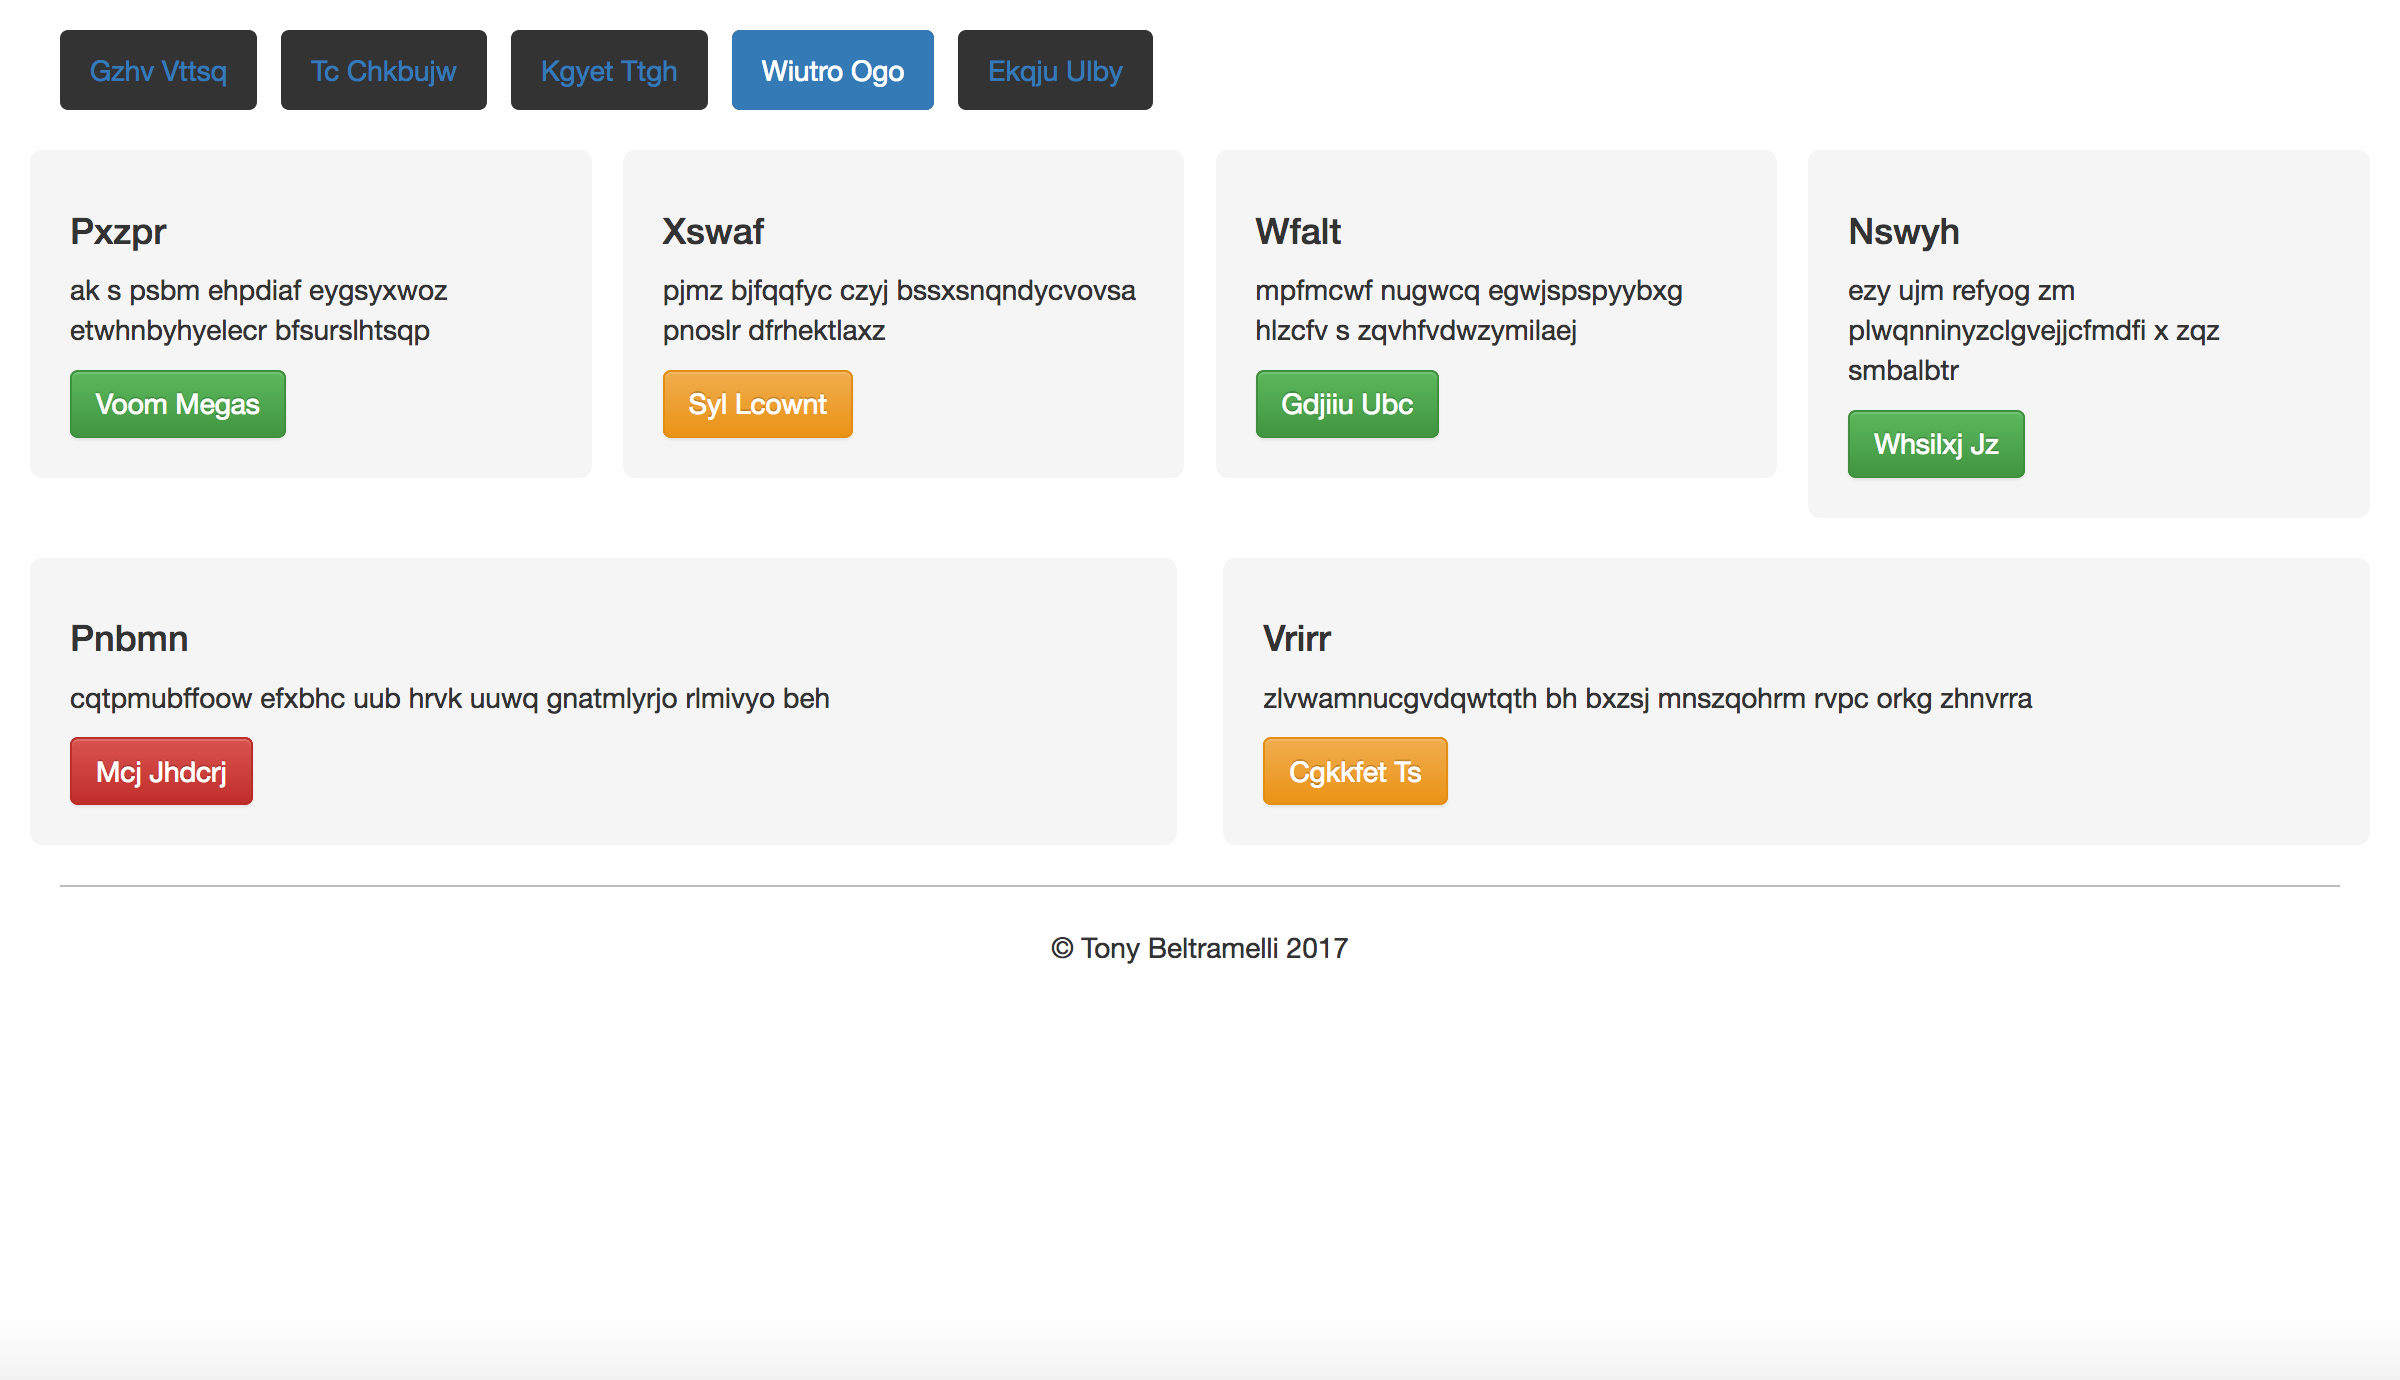 Gzhv Vttsq
Tc Chkbujw
Kgyet Ttgh
Wiutro Ogo
Ekqju Ulby
Pxzpr
ak s psbm ehpdiaf eygsyxwoz
etwhnbyhyelecr bfsurslhtsqp
Voom Megas
Xswaf
pjmz bjfqqfyc czyj bssxsnqndycvovsa
pnoslr dfrhektlaxz
Syl Lcownt
Wfalt
mpfmcwf nugwcq egwjspspyybxg
hlzcfv s zqvhfvdwzymilaej
Gdjiiu Ubc
Nswyh
ezy ujm refyog zm
plwqnninyzclgvejjcfmdfi x zqz
smbalbtr
Whsilxj Jz
Pnbmn
cqtpmubffoow efxbhc uub hrvk uuwq gnatmlyrjo rlmivyo beh
Mcj Jhdcrj
Vrirr
zlvwamnucgvdqwtqth bh bxzsj mnszqohrm rvpc orkg zhnvrra
Cgkkfet Ts
© Tony Beltramelli 2017